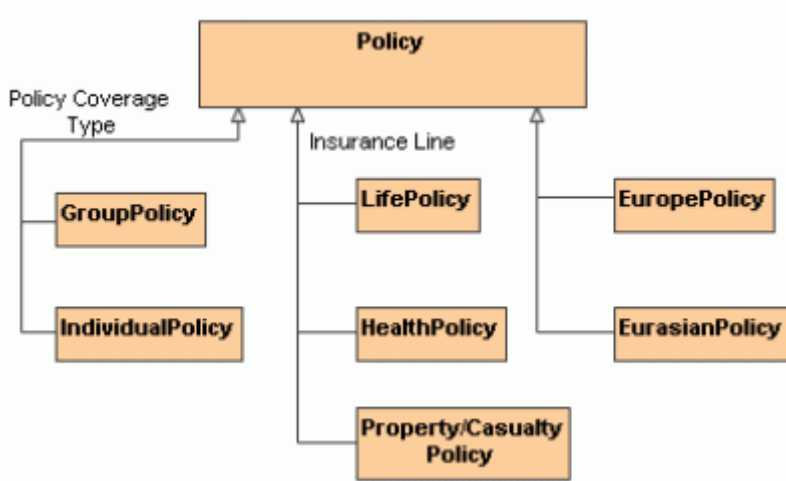 Policy
Policy Coverage
Type
Insurance Line
GroupPolicy
LifePolicy
EuropePolicy
IndividualPolicy
HealthPolicy
EurasianPolicy
Property/Casualty
Policy